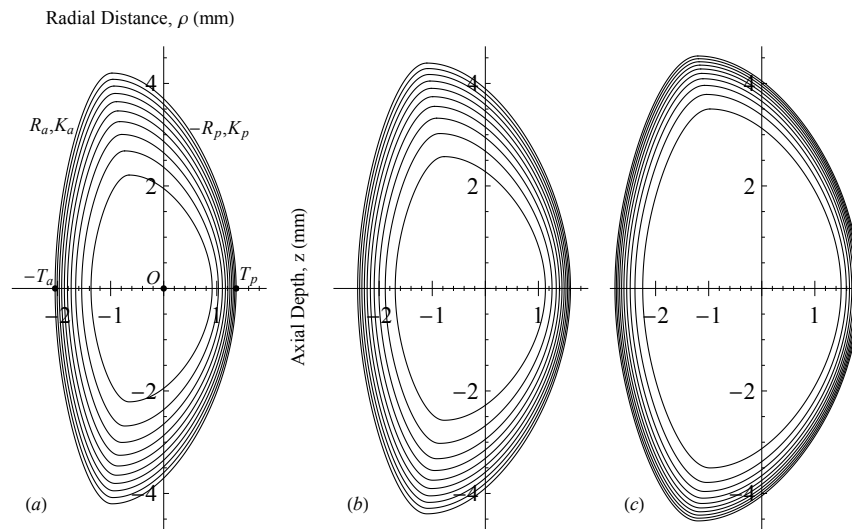 Radial Distance, ρ (mm)
4
4
4
R_a,K_a
−R_p,K_p
2
2
2
−T_a
O
T_p
−2
−1
1
−2
−1
1
−2
−1
1
Axial Depth, z (mm)
−2
−2
−2
(a)
−4
(b)
−4
(c)
−4